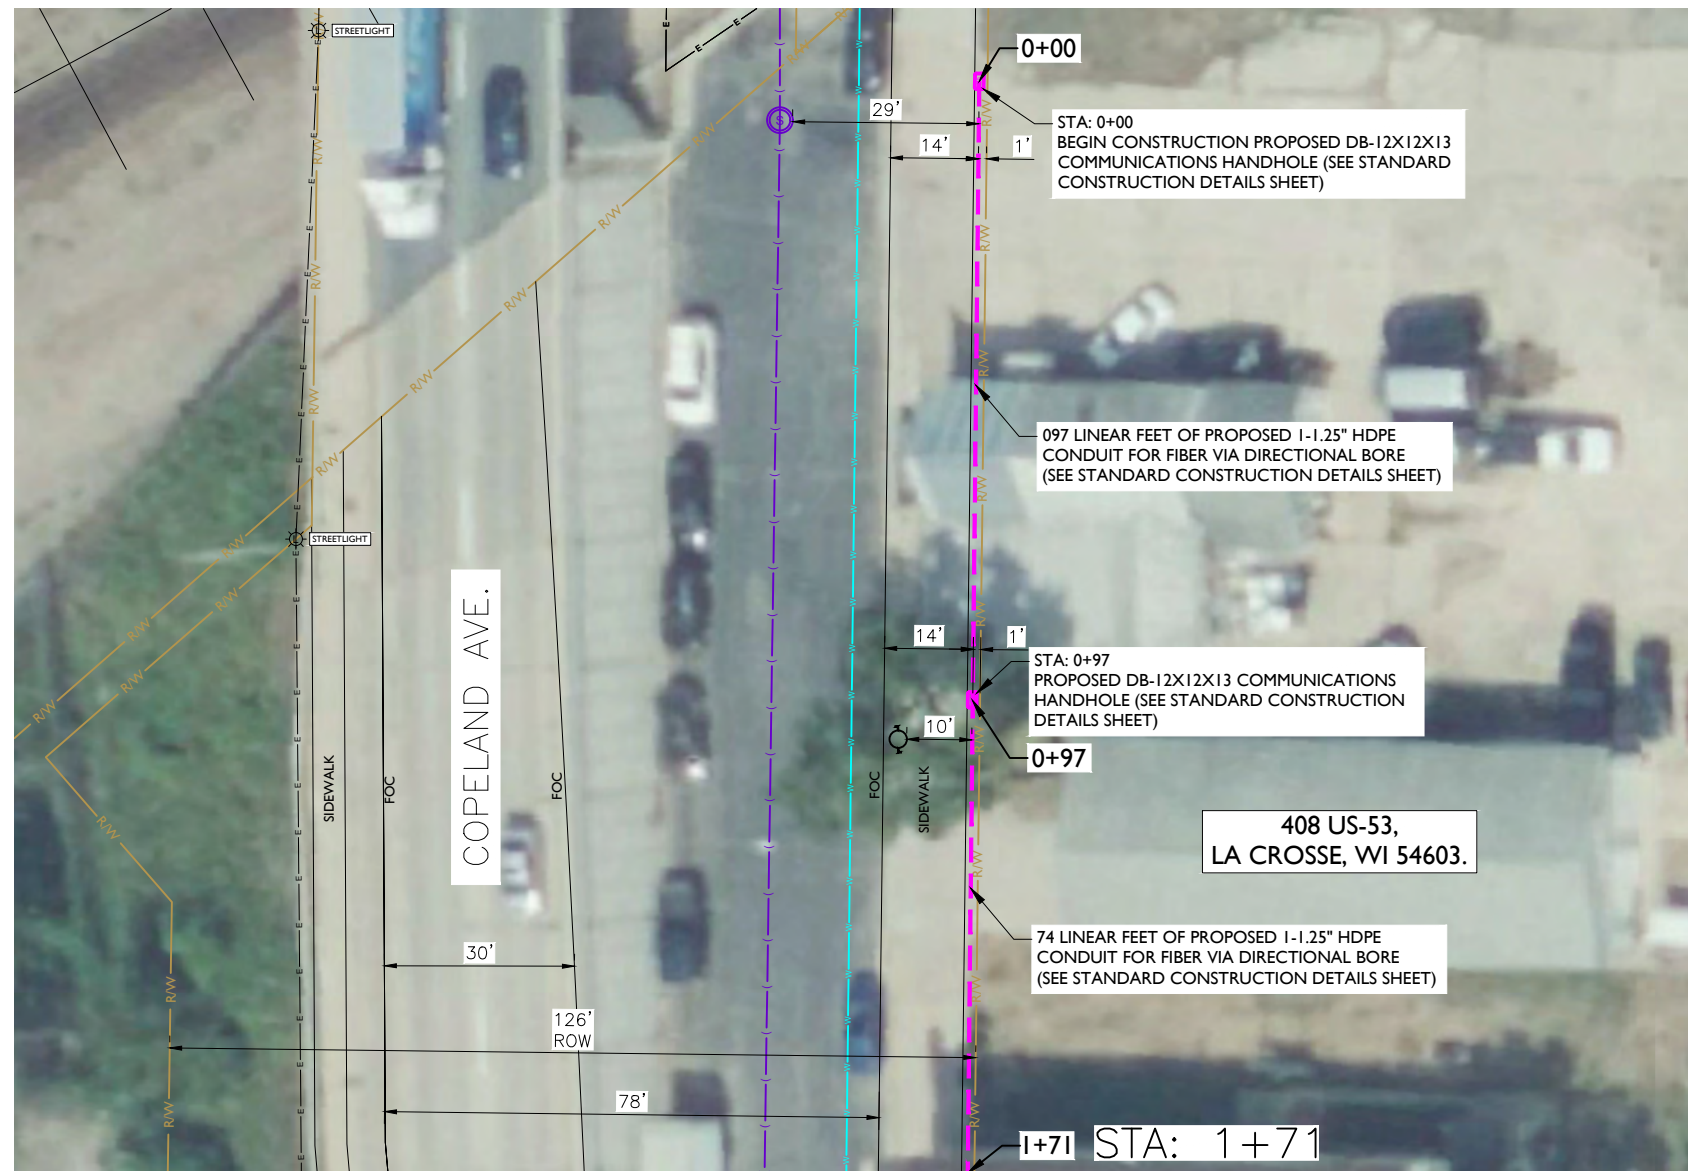 STREETLIGHT
0+00
29'
STA: 0+00
BEGIN CONSTRUCTION PROPOSED DB-12X12X13
COMMUNICATIONS HANDHOLE (SEE STANDARD
CONSTRUCTION DETAILS SHEET)
14'
1'
S
E
E
W
R/W
R/W
R/W
R/W
097 LINEAR FEET OF PROPOSED 1-1.25" HDPE
CONDUIT FOR FIBER VIA DIRECTIONAL BORE
(SEE STANDARD CONSTRUCTION DETAILS SHEET)
STREETLIGHT
R/W
R/W
R/W
R/W
R/W
R/W
COPELAND AVE.
14'
1'
STA: 0+97
PROPOSED DB-12X12X13 COMMUNICATIONS
HANDHOLE (SEE STANDARD CONSTRUCTION
DETAILS SHEET)
10'
0+97
SIDEWALK
FOC
FOC
FOC
SIDEWALK
408 US-53,
LA CROSSE, WI 54603.
R/W
74 LINEAR FEET OF PROPOSED 1-1.25" HDPE
CONDUIT FOR FIBER VIA DIRECTIONAL BORE
(SEE STANDARD CONSTRUCTION DETAILS SHEET)
30'
R/W
126'
ROW
78'
R/W
R/W
1+71
STA: 1+71